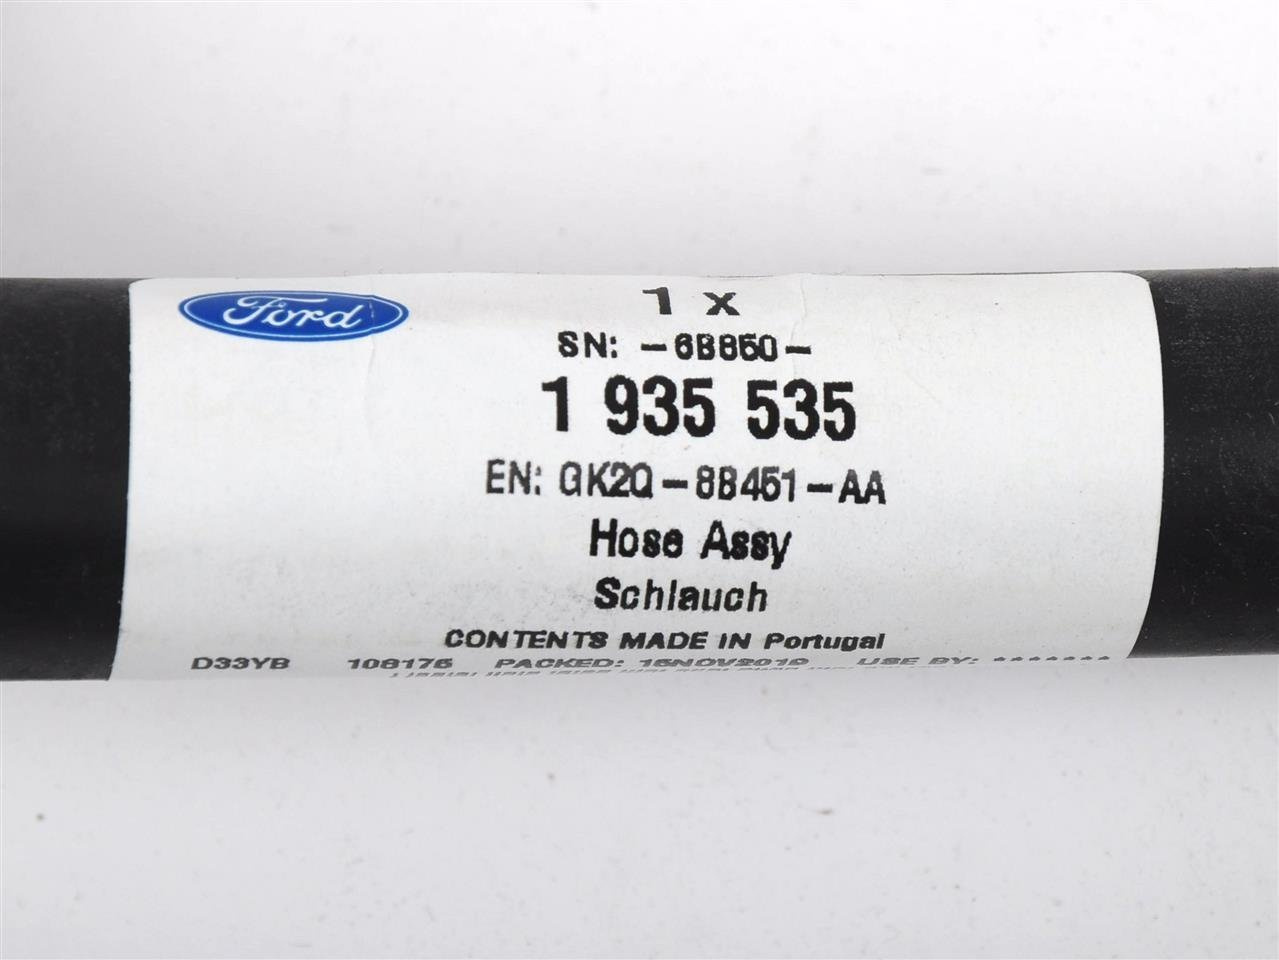 Ford
1 x
SN: -6B850-
1 935 535
EN: GK2Q-8B451-AA
Hose Assy
Schlauch
CONTENTS MADE IN Portugal
D33YB 108175 PACKED: 15NOV2019 USE BY: *******